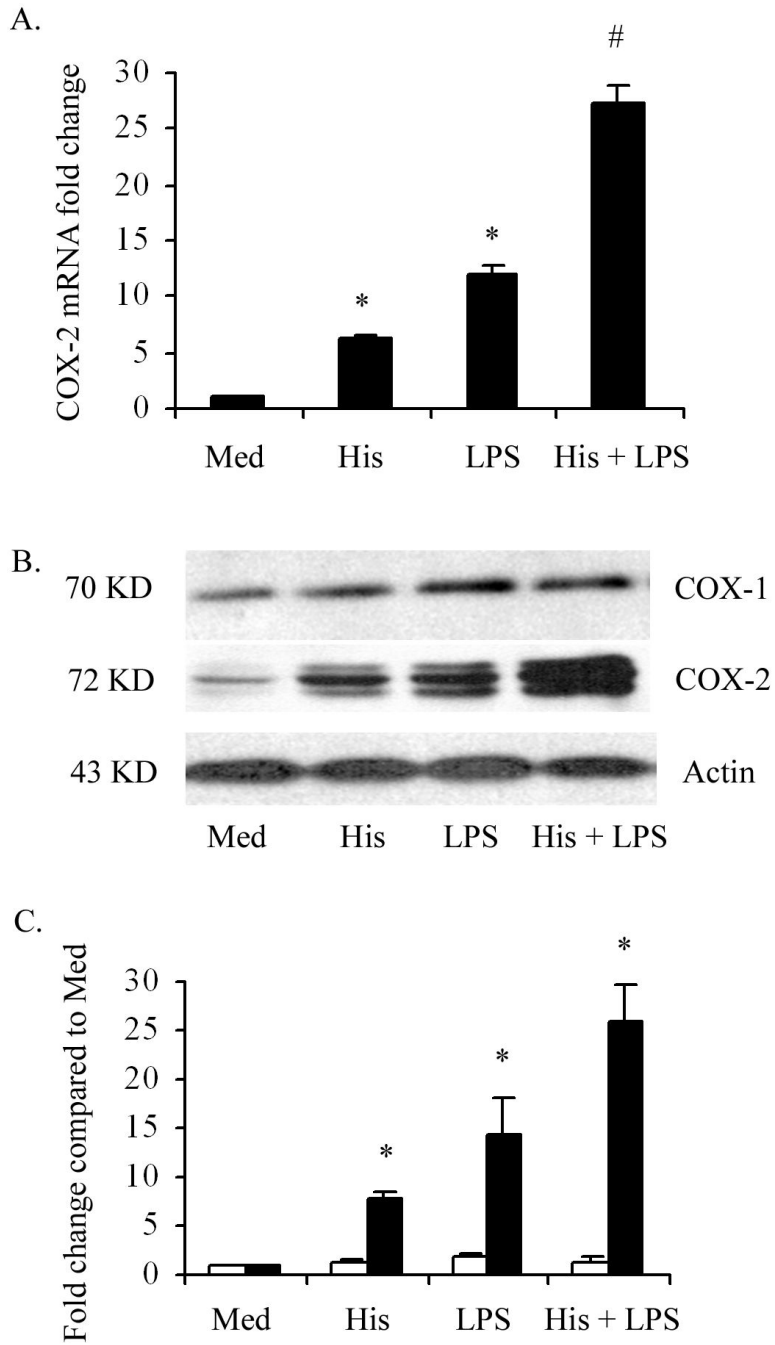 A.
#
COX-2 mRNA fold change
30
25
20
15
10
5
0
*
*
Med His LPS His + LPS
B.
70 KD COX-1
72 KD COX-2
43 KD Actin
Med His LPS His + LPS
C.
Fold change compared to Med
30
25
20
15
10
5
0
*
*
*
Med His LPS His + LPS